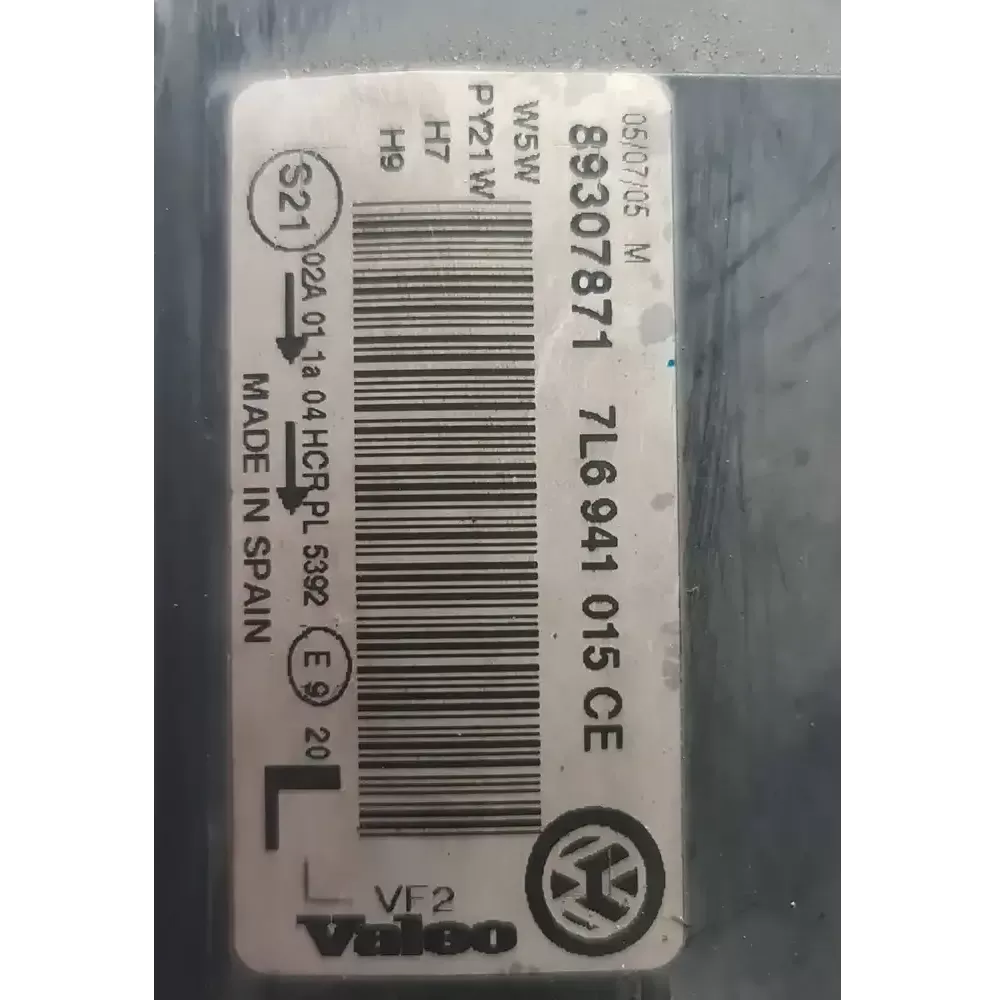 05/07/05 M
89307871 7L6 941 015 CE
W5W
PY21W
H7
H9
S21 02A 01 1a 04 HCR PL 5392 E 9 20
MADE IN SPAIN
L
L
VF2
Valeo